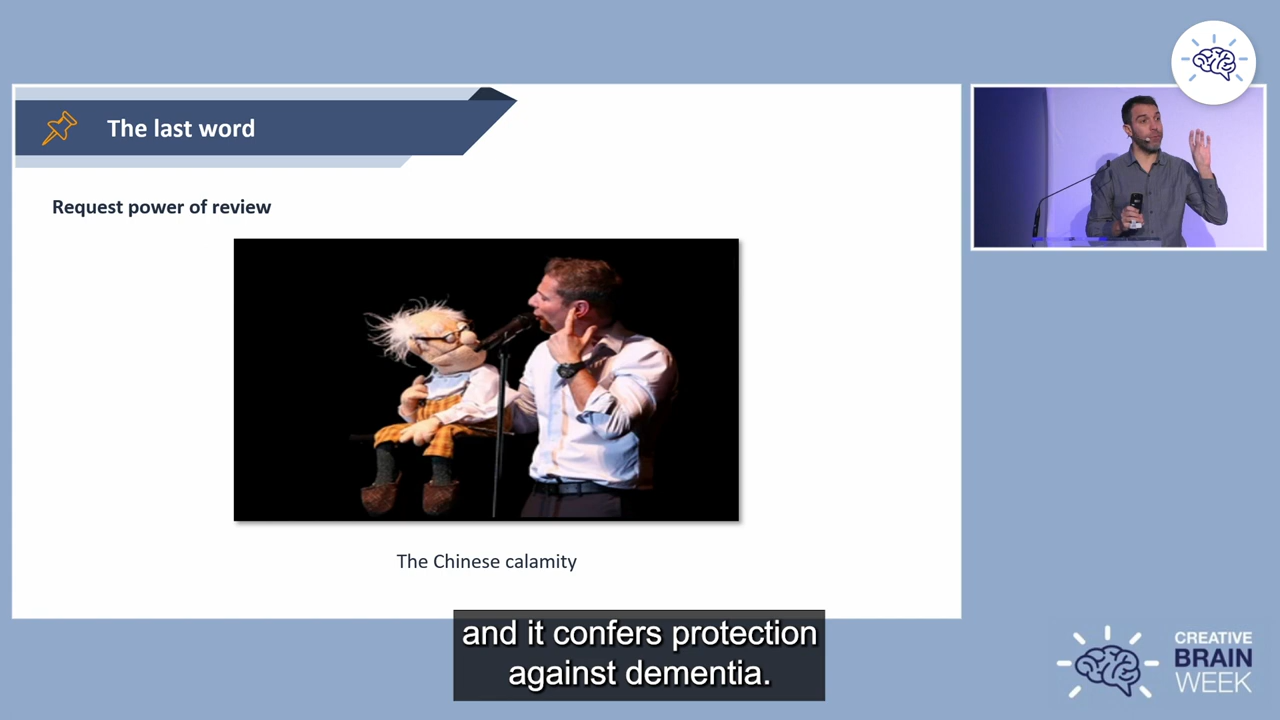 The last word
Request power of review
The Chinese calamity
and it confers protection
against dementia.
CREATIVE
BRAIN
WEEK